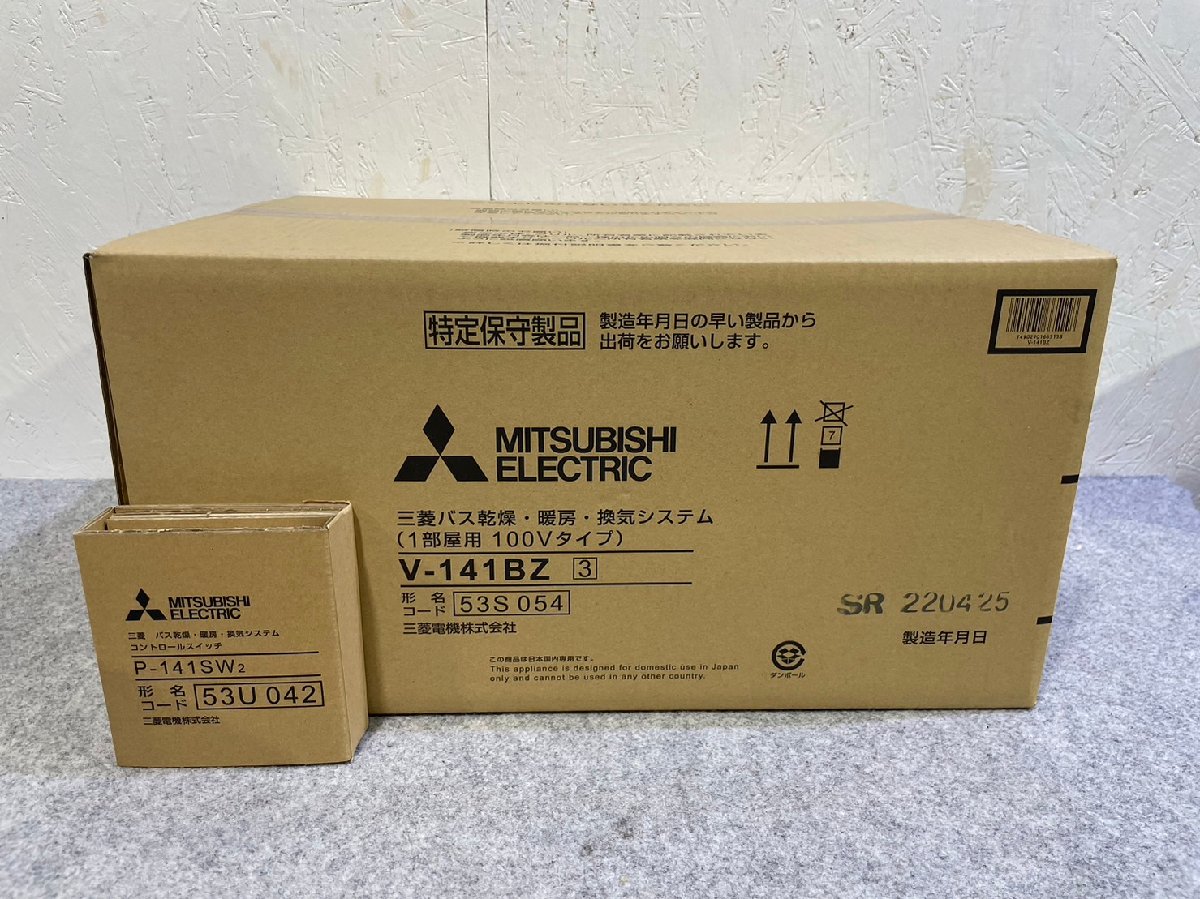 特定保守製品
製造年月日の早い製品から
出荷をお願いします。
V-141BZ
MITSUBISHI
ELECTRIC
7
三菱バス乾燥・暖房・換気システム
(1部屋用 100Vタイプ)
V-141BZ 3
形名
コード 53S 054
三菱電機株式会社
SR 220425
製造年月日
この商品は日本国内専用です。
This appliance is designed for domestic use in Japan
only and cannot be used in any other country.
ダンボール
MITSUBISHI
ELECTRIC
三菱 バス乾燥・暖房・換気システム
コントロールスイッチ
P-141SW2
形名
コード 53U 042
三菱電機株式会社